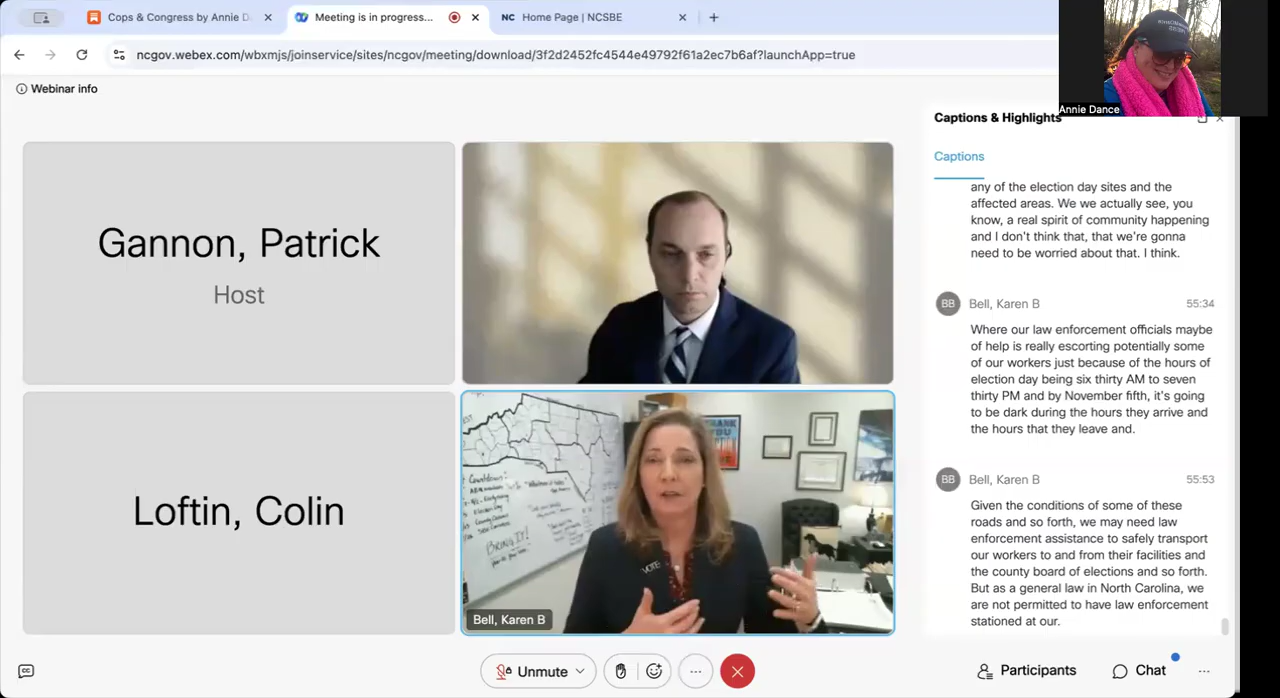 Cops & Congress by Annie D
Meeting is in progress...
NC Home Page | NCSBE
ncgov.webex.com/wbxmjs/joinservice/sites/ncgov/meeting/download/3f2d2452fc4544e49792f61a2ec7b6af?launchApp=true
Annie Dance
Webinar info
Captions & Highlights
Captions
any of the election day sites and the
affected areas. We we actually see, you
know, a real spirit of community happening
and I don't think that, that we're gonna
need to be worried about that. I think.
Gannon, Patrick
Host
BB Bell, Karen B 55:34
Where our law enforcement officials maybe
of help is really escorting potentially some
of our workers just because of the hours of
election day being six thirty AM to seven
thirty PM and by November fifth, it's going
to be dark during the hours they arrive and
the hours that they leave and.
Loftin, Colin
THANK
YOU
BRING IT!
VOTE
Bell, Karen B
BB Bell, Karen B 55:53
Given the conditions of some of these
roads and so forth, we may need law
enforcement assistance to safely transport
our workers to and from their facilities and
the county board of elections and so forth.
But as a general law in North Carolina, we
are not permitted to have law enforcement
stationed at our.
Unmute
Participants
Chat